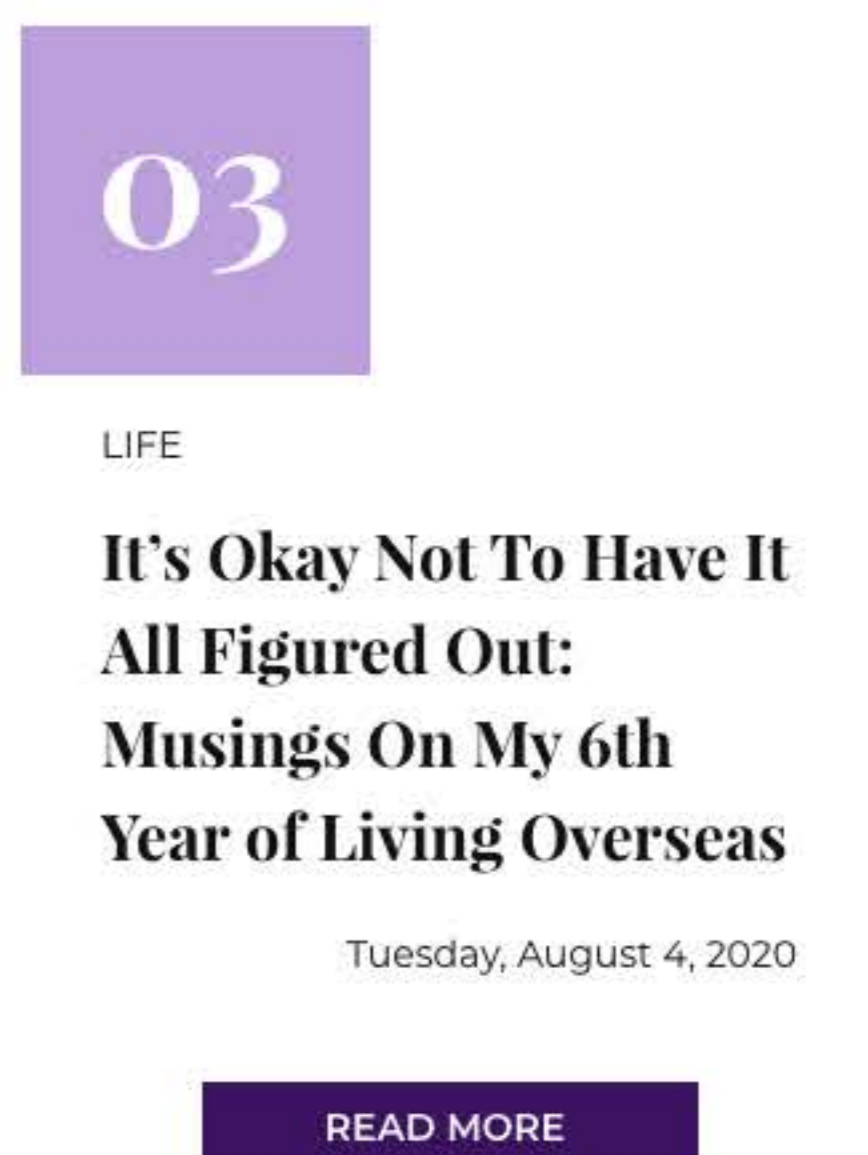 03
LIFE
It’s Okay Not To Have It
All Figured Out:
Musings On My 6th
Year of Living Overseas
Tuesday, August 4, 2020
READ MORE